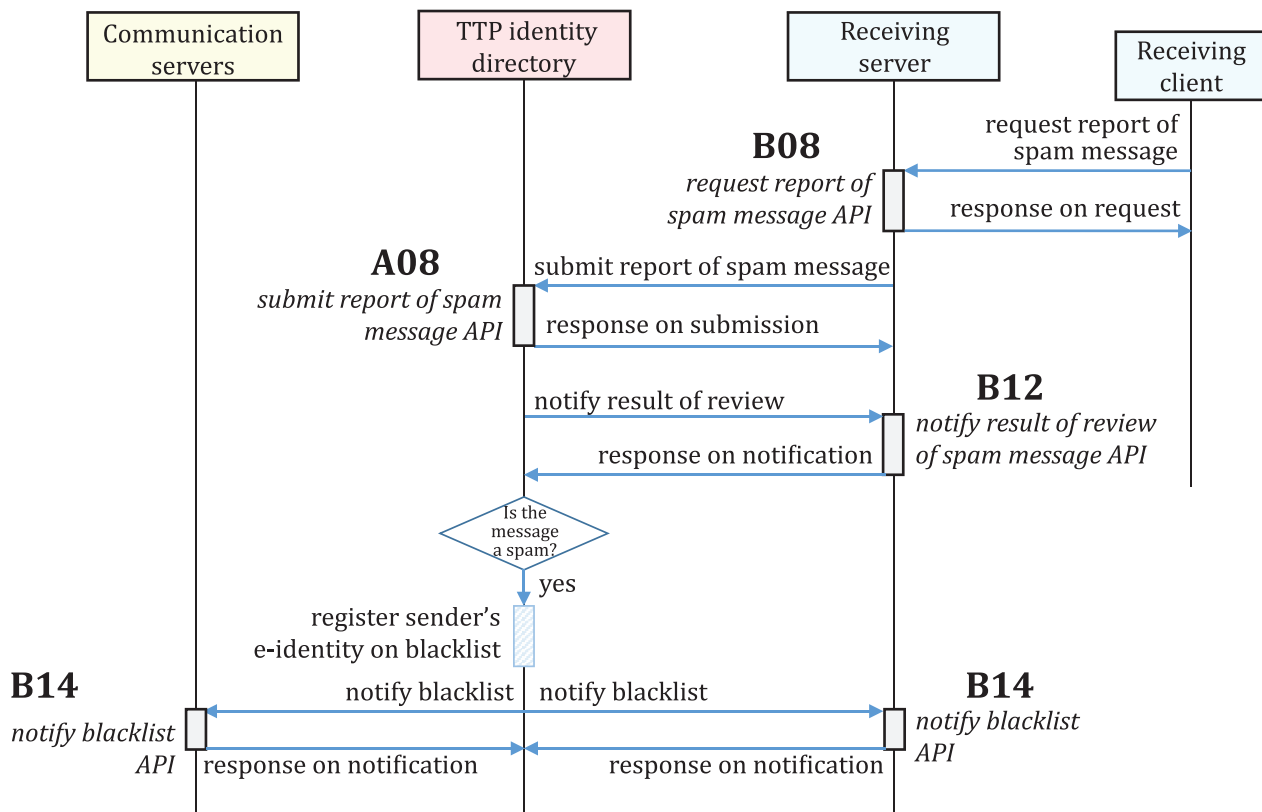 Communication
servers
TTP identity
directory
Receiving
server
Receiving
client
request report of
spam message
B08
request report of
spam message API
response on request
A08
submit report of spam message
submit report of spam
message API
response on submission
B12
notify result of review
notify result of review
of spam message API
response on notification
Is the
message
a spam?
yes
register sender's
e-identity on blacklist
B14
notify blacklist
notify blacklist
B14
notify blacklist
API
notify blacklist
API
response on notification
response on notification